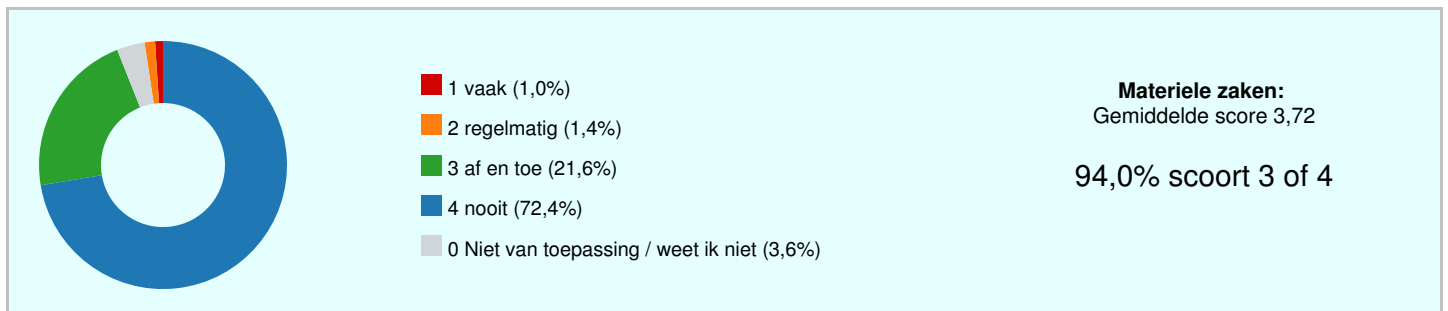 1 vaak (1,0%)
2 regelmatig (1,4%)
3 af en toe (21,6%)
4 nooit (72,4%)
0 Niet van toepassing / weet ik niet (3,6%)
Materiele zaken:
Gemiddelde score 3,72
94,0% scoort 3 of 4